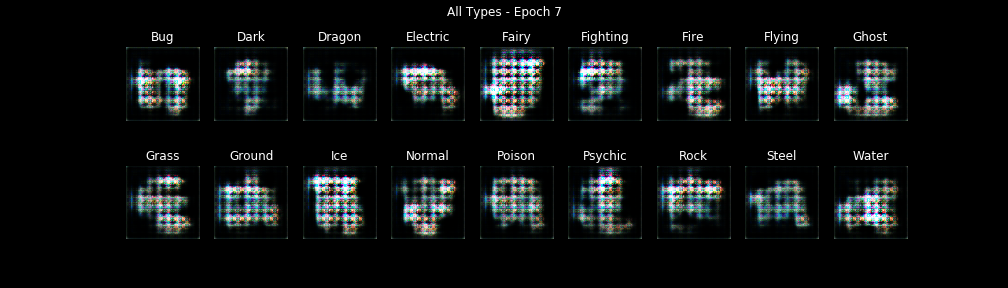 All Types - Epoch 7
Bug Dark Dragon Electric Fairy Fighting Fire Flying Ghost
Grass Ground Ice Normal Poison Psychic Rock Steel Water